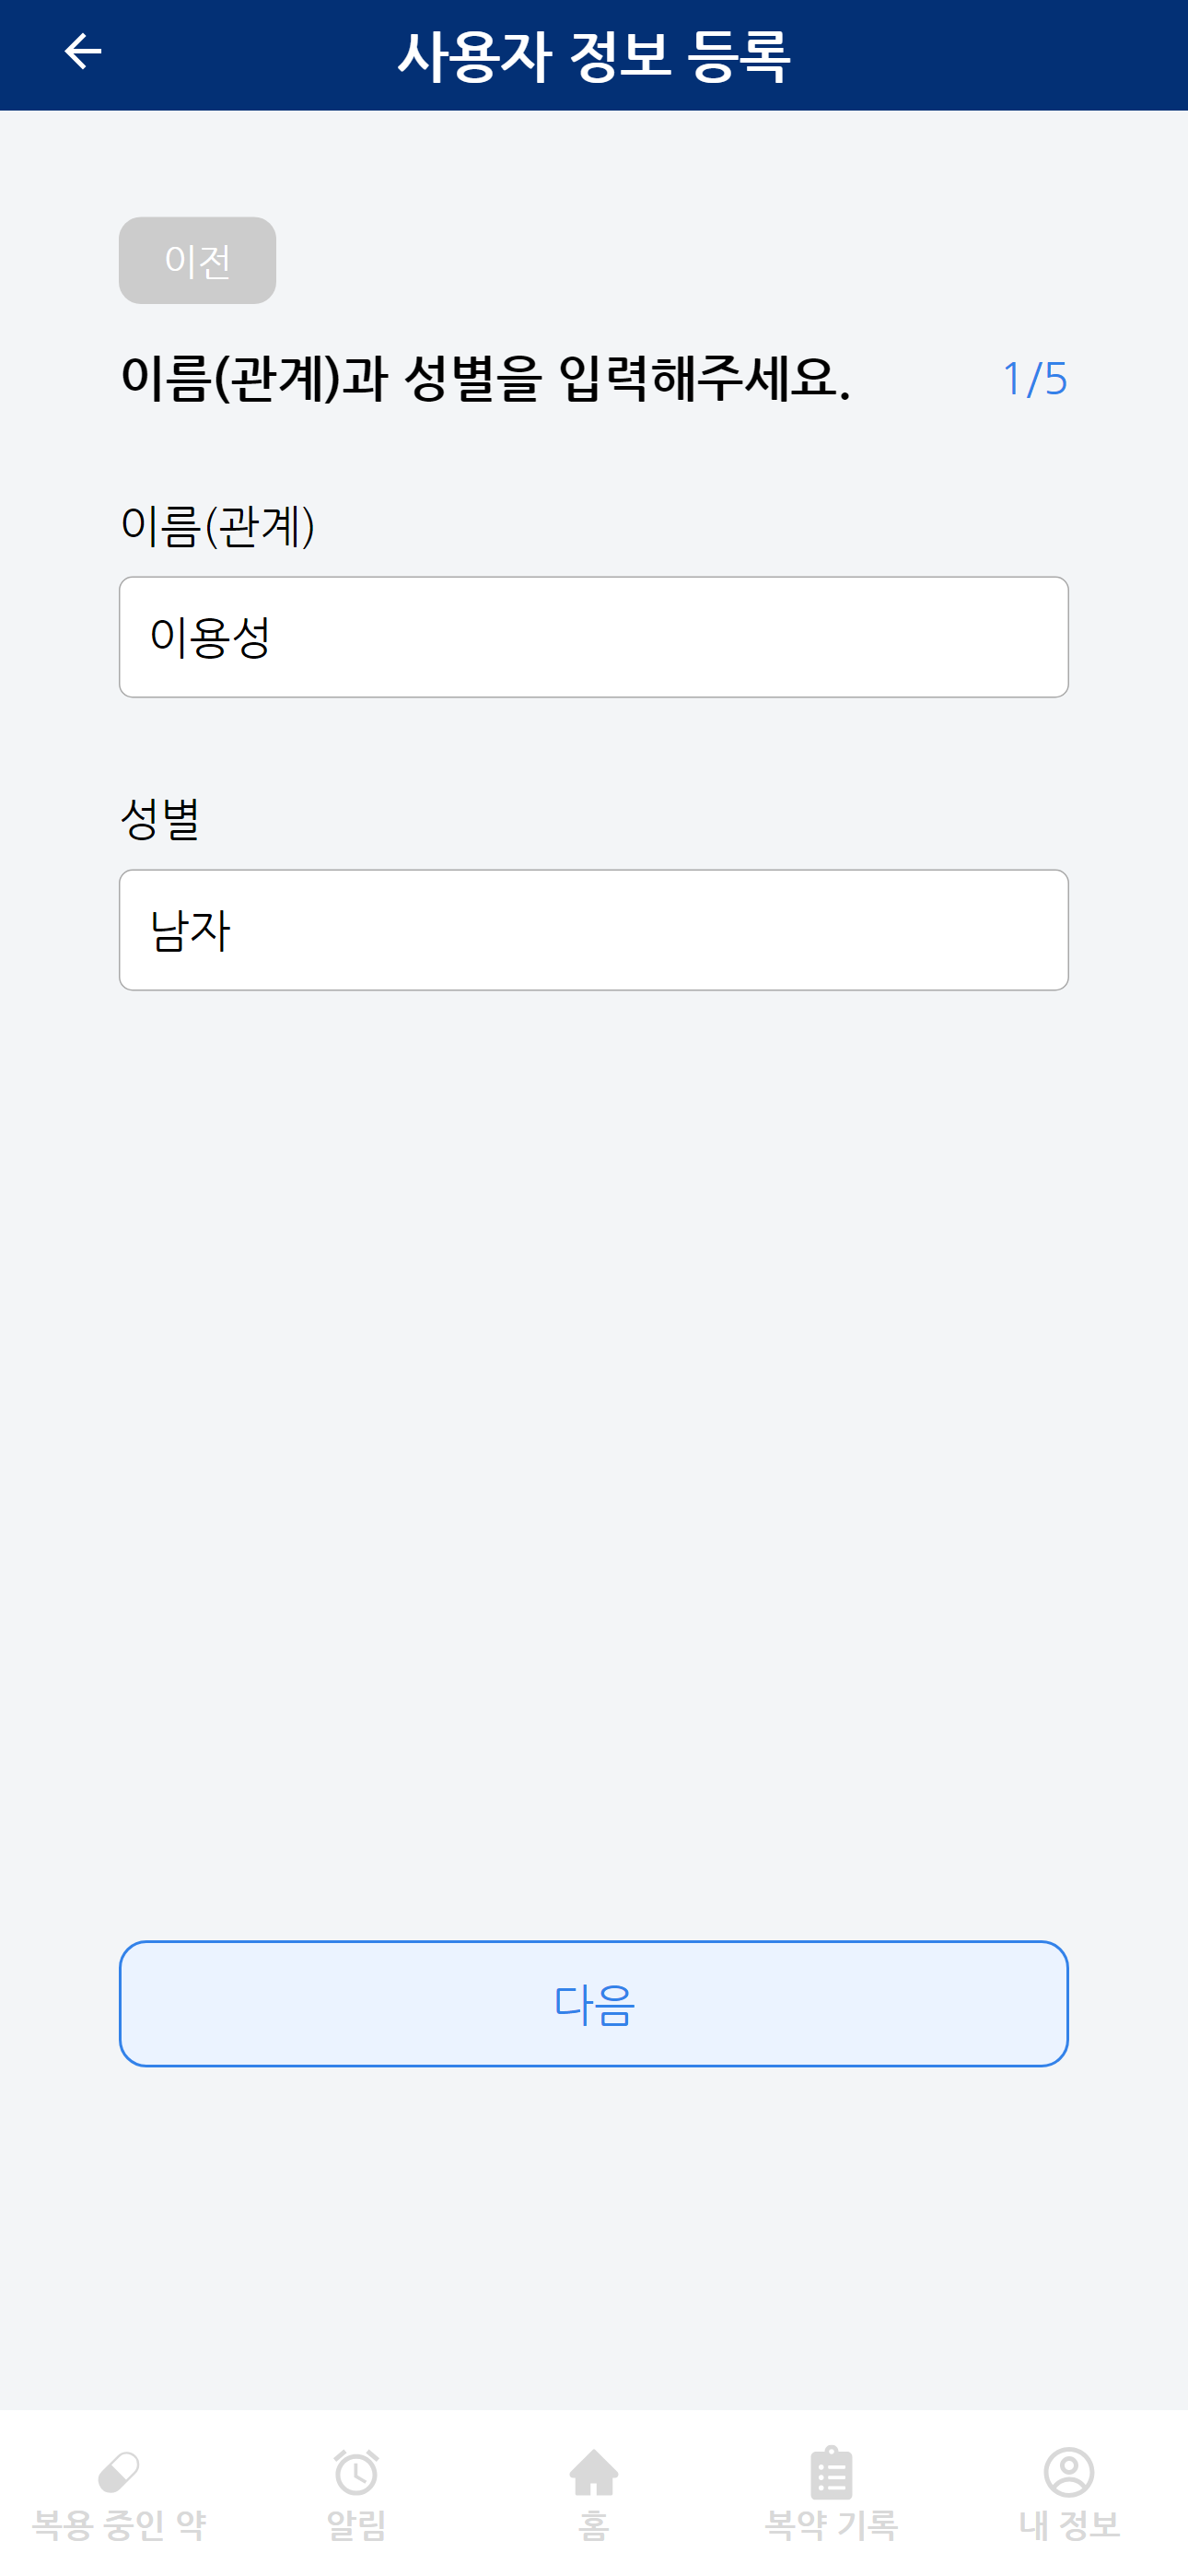 사용자 정보 등록
이전
이름(관계)과 성별을 입력해주세요. 1/5
이름(관계)
이용성
성별
남자
다음
복용 중인 약 알림 홈 복약 기록 내 정보